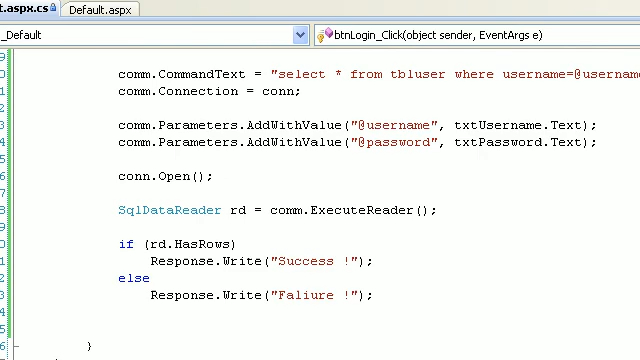 t.aspx.cs Default.aspx
_Default btnLogin_Click(object sender, EventArgs e)
comm.CommandText = "select * from tbluser where username=@username
comm.Connection = conn;
comm.Parameters.AddWithValue("@username", txtUsername.Text);
comm.Parameters.AddWithValue("@password", txtPassword.Text);
conn.Open();
SqlDataReader rd = comm.ExecuteReader();
if (rd.HasRows)
Response.Write("Success !");
else
Response.Write("Faliure !");
}